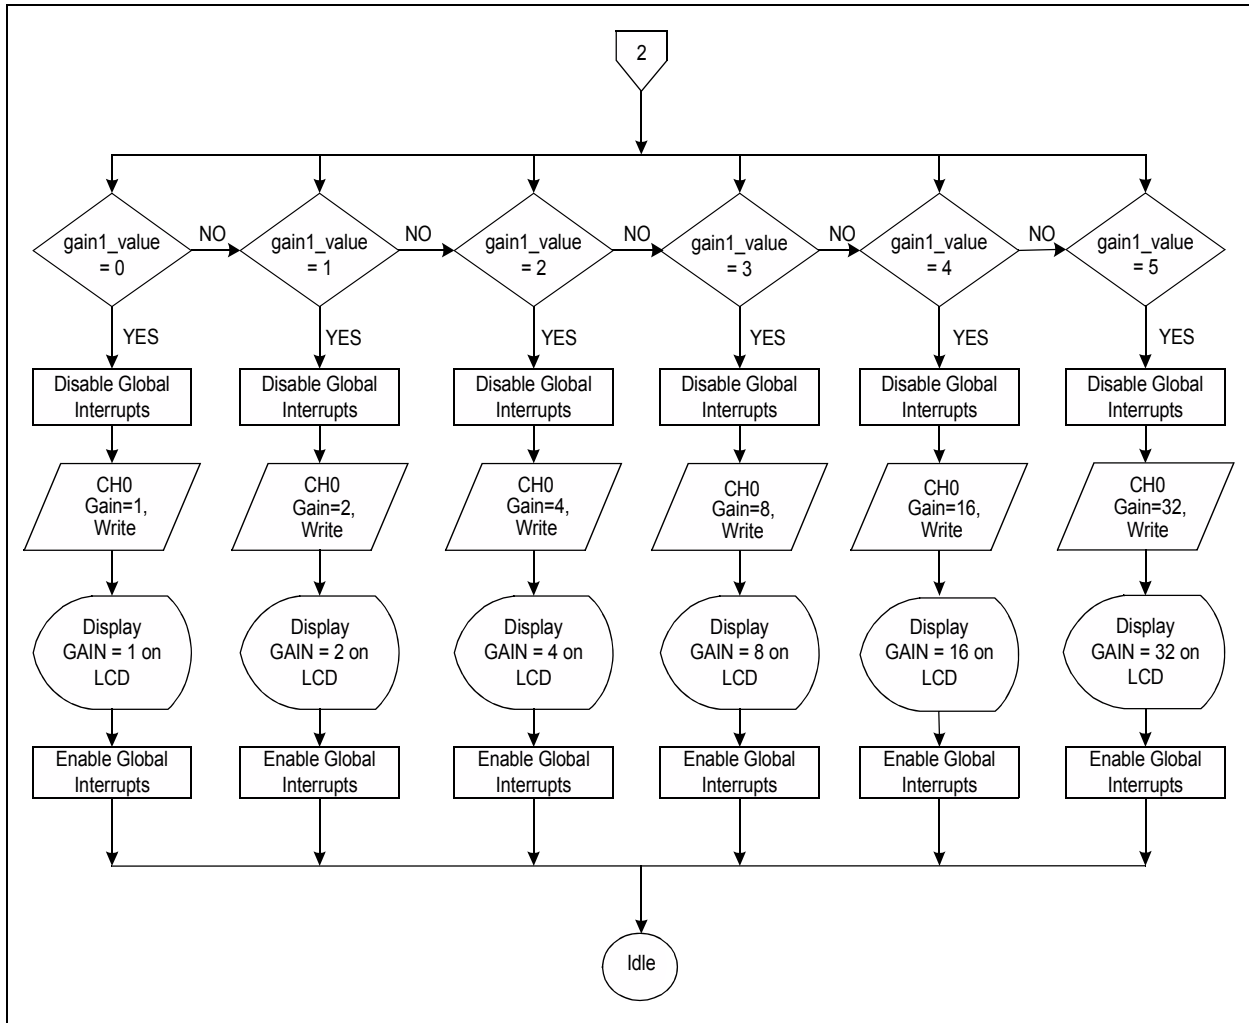 2
gain1_value
= 0
NO
gain1_value
= 1
NO
gain1_value
= 2
NO
gain1_value
= 3
NO
gain1_value
= 4
NO
gain1_value
= 5
YES
YES
YES
YES
YES
YES
Disable Global
Interrupts
Disable Global
Interrupts
Disable Global
Interrupts
Disable Global
Interrupts
Disable Global
Interrupts
Disable Global
Interrupts
CH0
Gain=1,
Write
CH0
Gain=2,
Write
CH0
Gain=4,
Write
CH0
Gain=8,
Write
CH0
Gain=16,
Write
CH0
Gain=32,
Write
Display
GAIN = 1 on
LCD
Display
GAIN = 2 on
LCD
Display
GAIN = 4 on
LCD
Display
GAIN = 8 on
LCD
Display
GAIN = 16 on
LCD
Display
GAIN = 32 on
LCD
Enable Global
Interrupts
Enable Global
Interrupts
Enable Global
Interrupts
Enable Global
Interrupts
Enable Global
Interrupts
Enable Global
Interrupts
Idle